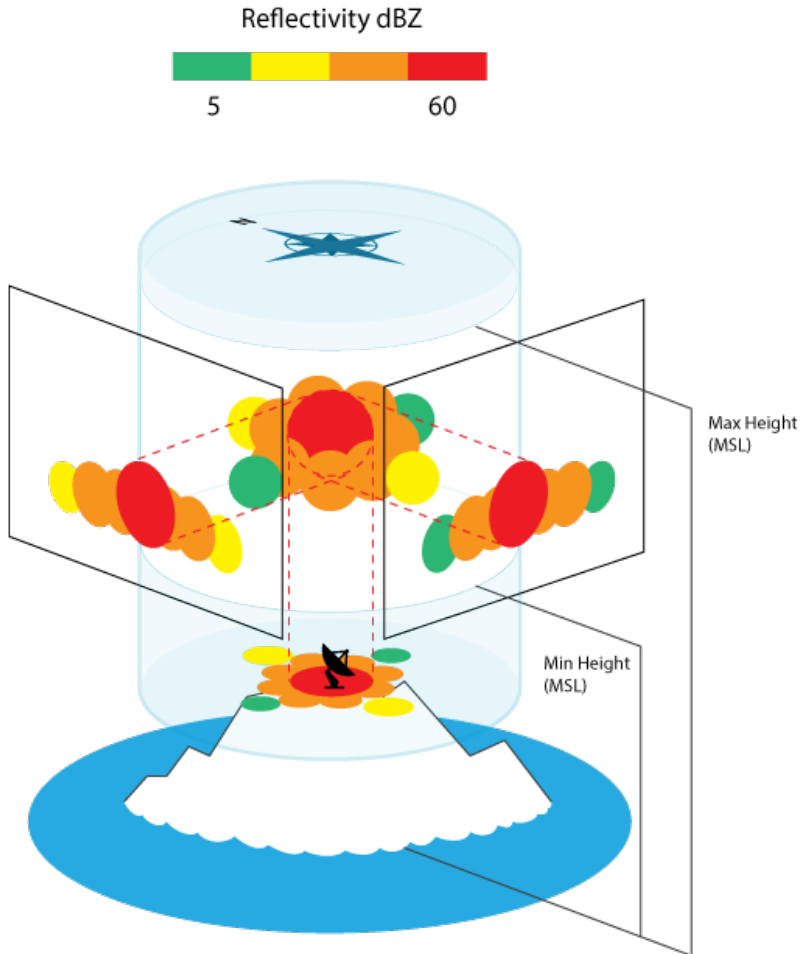 Reflectivity dBZ
5 60
N
Max Height
(MSL)
Min Height
(MSL)